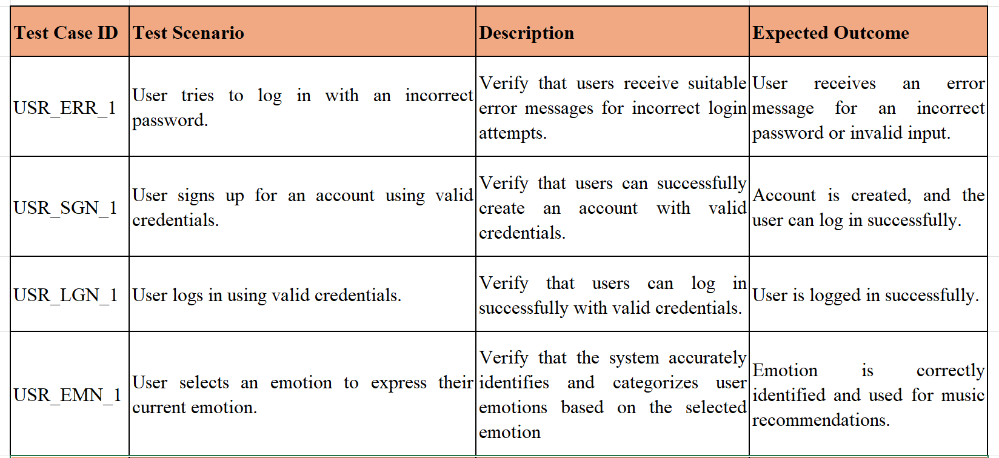 Test Case ID Test Scenario Description Expected Outcome
USR_ERR_1
User tries to log in with an incorrect
password.
Verify that users receive suitable
error messages for incorrect login
attempts.
User receives an error
message for an incorrect
password or invalid input.
USR_SGN_1
User signs up for an account using valid
credentials.
Verify that users can successfully
create an account with valid
credentials.
Account is created, and the
user can log in successfully.
USR_LGN_1
User logs in using valid credentials.
Verify that users can log in
successfully with valid credentials.
User is logged in successfully.
USR_EMN_1
User selects an emotion to express their
current emotion.
Verify that the system accurately
identifies and categorizes user
emotions based on the selected
emotion
Emotion is correctly
identified and used for music
recommendations.